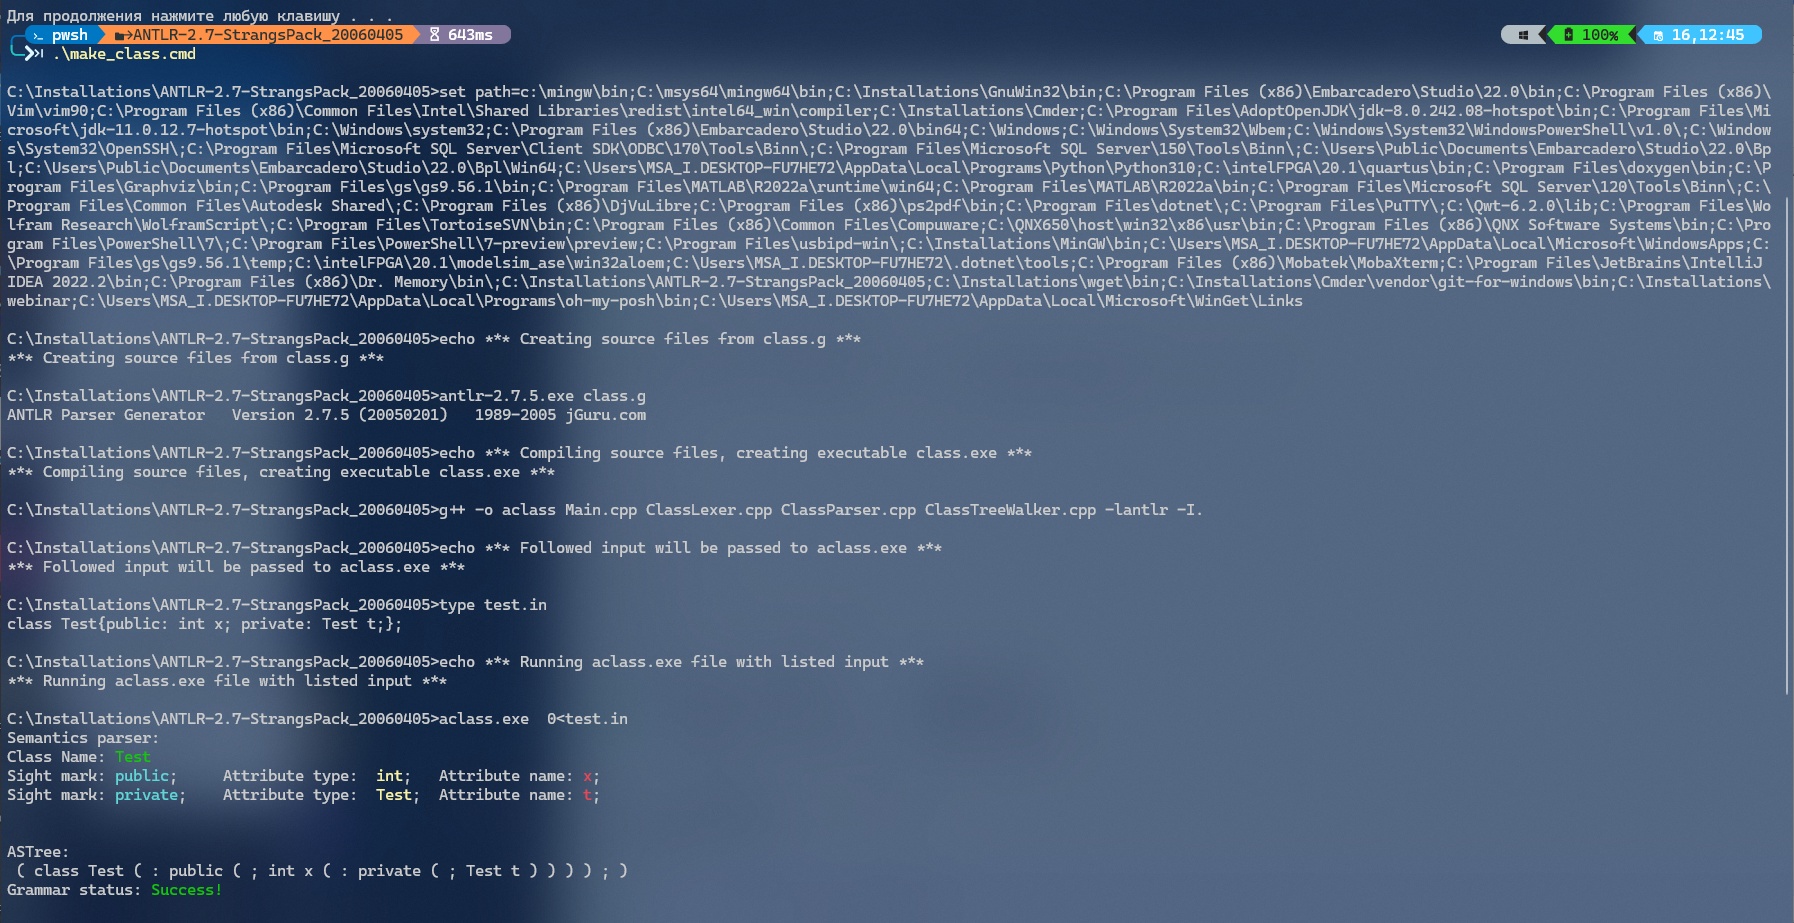 Для продолжения нажмите любую клавишу . . .
pwsh ANTLR-2.7-StrangsPack_20060405 643ms 100% 16,12:45
.\make_class.cmd
C:\Installations\ANTLR-2.7-StrangsPack_20060405>set path=c:\mingw\bin;C:\msys64\mingw64\bin;C:\Installations\GnuWin32\bin;C:\Program Files (x86)\Embarcadero\Studio\22.0\bin;C:\Program Files (x86)\
Vim\vim90;C:\Program Files (x86)\Common Files\Intel\Shared Libraries\redist\intel64_win\compiler;C:\Installations\Cmder;C:\Program Files\AdoptOpenJDK\jdk-8.0.242.08-hotspot\bin;C:\Program Files\Mi
crosoft\jdk-11.0.12.7-hotspot\bin;C:\Windows\system32;C:\Program Files (x86)\Embarcadero\Studio\22.0\bin64;C:\Windows;C:\Windows\System32\Wbem;C:\Windows\System32\WindowsPowerShell\v1.0\;C:\Window
s\System32\OpenSSH\;C:\Program Files\Microsoft SQL Server\Client SDK\ODBC\170\Tools\Binn\;C:\Program Files\Microsoft SQL Server\150\Tools\Binn\;C:\Users\Public\Documents\Embarcadero\Studio\22.0\Bp
l;C:\Users\Public\Documents\Embarcadero\Studio\22.0\Bpl\Win64;C:\Users\MSA_I.DESKTOP-FU7HE72\AppData\Local\Programs\Python\Python310;C:\intelFPGA\20.1\quartus\bin;C:\Program Files\doxygen\bin;C:\P
rogram Files\Graphviz\bin;C:\Program Files\gs\gs9.56.1\bin;C:\Program Files\MATLAB\R2022a\runtime\win64;C:\Program Files\MATLAB\R2022a\bin;C:\Program Files\Microsoft SQL Server\120\Tools\Binn\;C:\
Program Files\Common Files\Autodesk Shared\;C:\Program Files (x86)\DjVuLibre;C:\Program Files (x86)\ps2pdf\bin;C:\Program Files\dotnet\;C:\Program Files\PuTTY\;C:\Qwt-6.2.0\lib;C:\Program Files\Wo
lfram Research\WolframScript\;C:\Program Files\TortoiseSVN\bin;C:\Program Files (x86)\Common Files\Compuware;C:\QNX650\host\win32\x86\usr\bin;C:\Program Files (x86)\QNX Software Systems\bin;C:\Pro
gram Files\PowerShell\7\;C:\Program Files\PowerShell\7-preview\preview;C:\Program Files\usbipd-win\;C:\Installations\MinGW\bin;C:\Users\MSA_I.DESKTOP-FU7HE72\AppData\Local\Microsoft\WindowsApps;C:
\Program Files\gs\gs9.56.1\temp;C:\intelFPGA\20.1\modelsim_ase\win32aloem;C:\Users\MSA_I.DESKTOP-FU7HE72\.dotnet\tools;C:\Program Files (x86)\Mobatek\MobaXterm;C:\Program Files\JetBrains\IntelliJ
IDEA 2022.2\bin;C:\Program Files (x86)\Dr. Memory\bin\;C:\Installations\ANTLR-2.7-StrangsPack_20060405;C:\Installations\wget\bin;C:\Installations\Cmder\vendor\git-for-windows\bin;C:\Installations\
webinar;C:\Users\MSA_I.DESKTOP-FU7HE72\AppData\Local\Programs\oh-my-posh\bin;C:\Users\MSA_I.DESKTOP-FU7HE72\AppData\Local\Microsoft\WinGet\Links
C:\Installations\ANTLR-2.7-StrangsPack_20060405>echo *** Creating source files from class.g ***
*** Creating source files from class.g ***
C:\Installations\ANTLR-2.7-StrangsPack_20060405>antlr-2.7.5.exe class.g
ANTLR Parser Generator   Version 2.7.5 (20050201)   1989-2005 jGuru.com
C:\Installations\ANTLR-2.7-StrangsPack_20060405>echo *** Compiling source files, creating executable class.exe ***
*** Compiling source files, creating executable class.exe ***
C:\Installations\ANTLR-2.7-StrangsPack_20060405>g++ -o aclass Main.cpp ClassLexer.cpp ClassParser.cpp ClassTreeWalker.cpp -lantlr -I.
C:\Installations\ANTLR-2.7-StrangsPack_20060405>echo *** Followed input will be passed to aclass.exe ***
*** Followed input will be passed to aclass.exe ***
C:\Installations\ANTLR-2.7-StrangsPack_20060405>type test.in
class Test{public: int x; private: Test t;};
C:\Installations\ANTLR-2.7-StrangsPack_20060405>echo *** Running aclass.exe file with listed input ***
*** Running aclass.exe file with listed input ***
C:\Installations\ANTLR-2.7-StrangsPack_20060405>aclass.exe  0<test.in
Semantics parser:
Class Name: Test
Sight mark: public;     Attribute type:  int;   Attribute name: x;
Sight mark: private;    Attribute type:  Test;  Attribute name: t;
ASTree:
( class Test ( : public ( ; int x ( : private ( ; Test t ) ) ) ) ; )
Grammar status: Success!